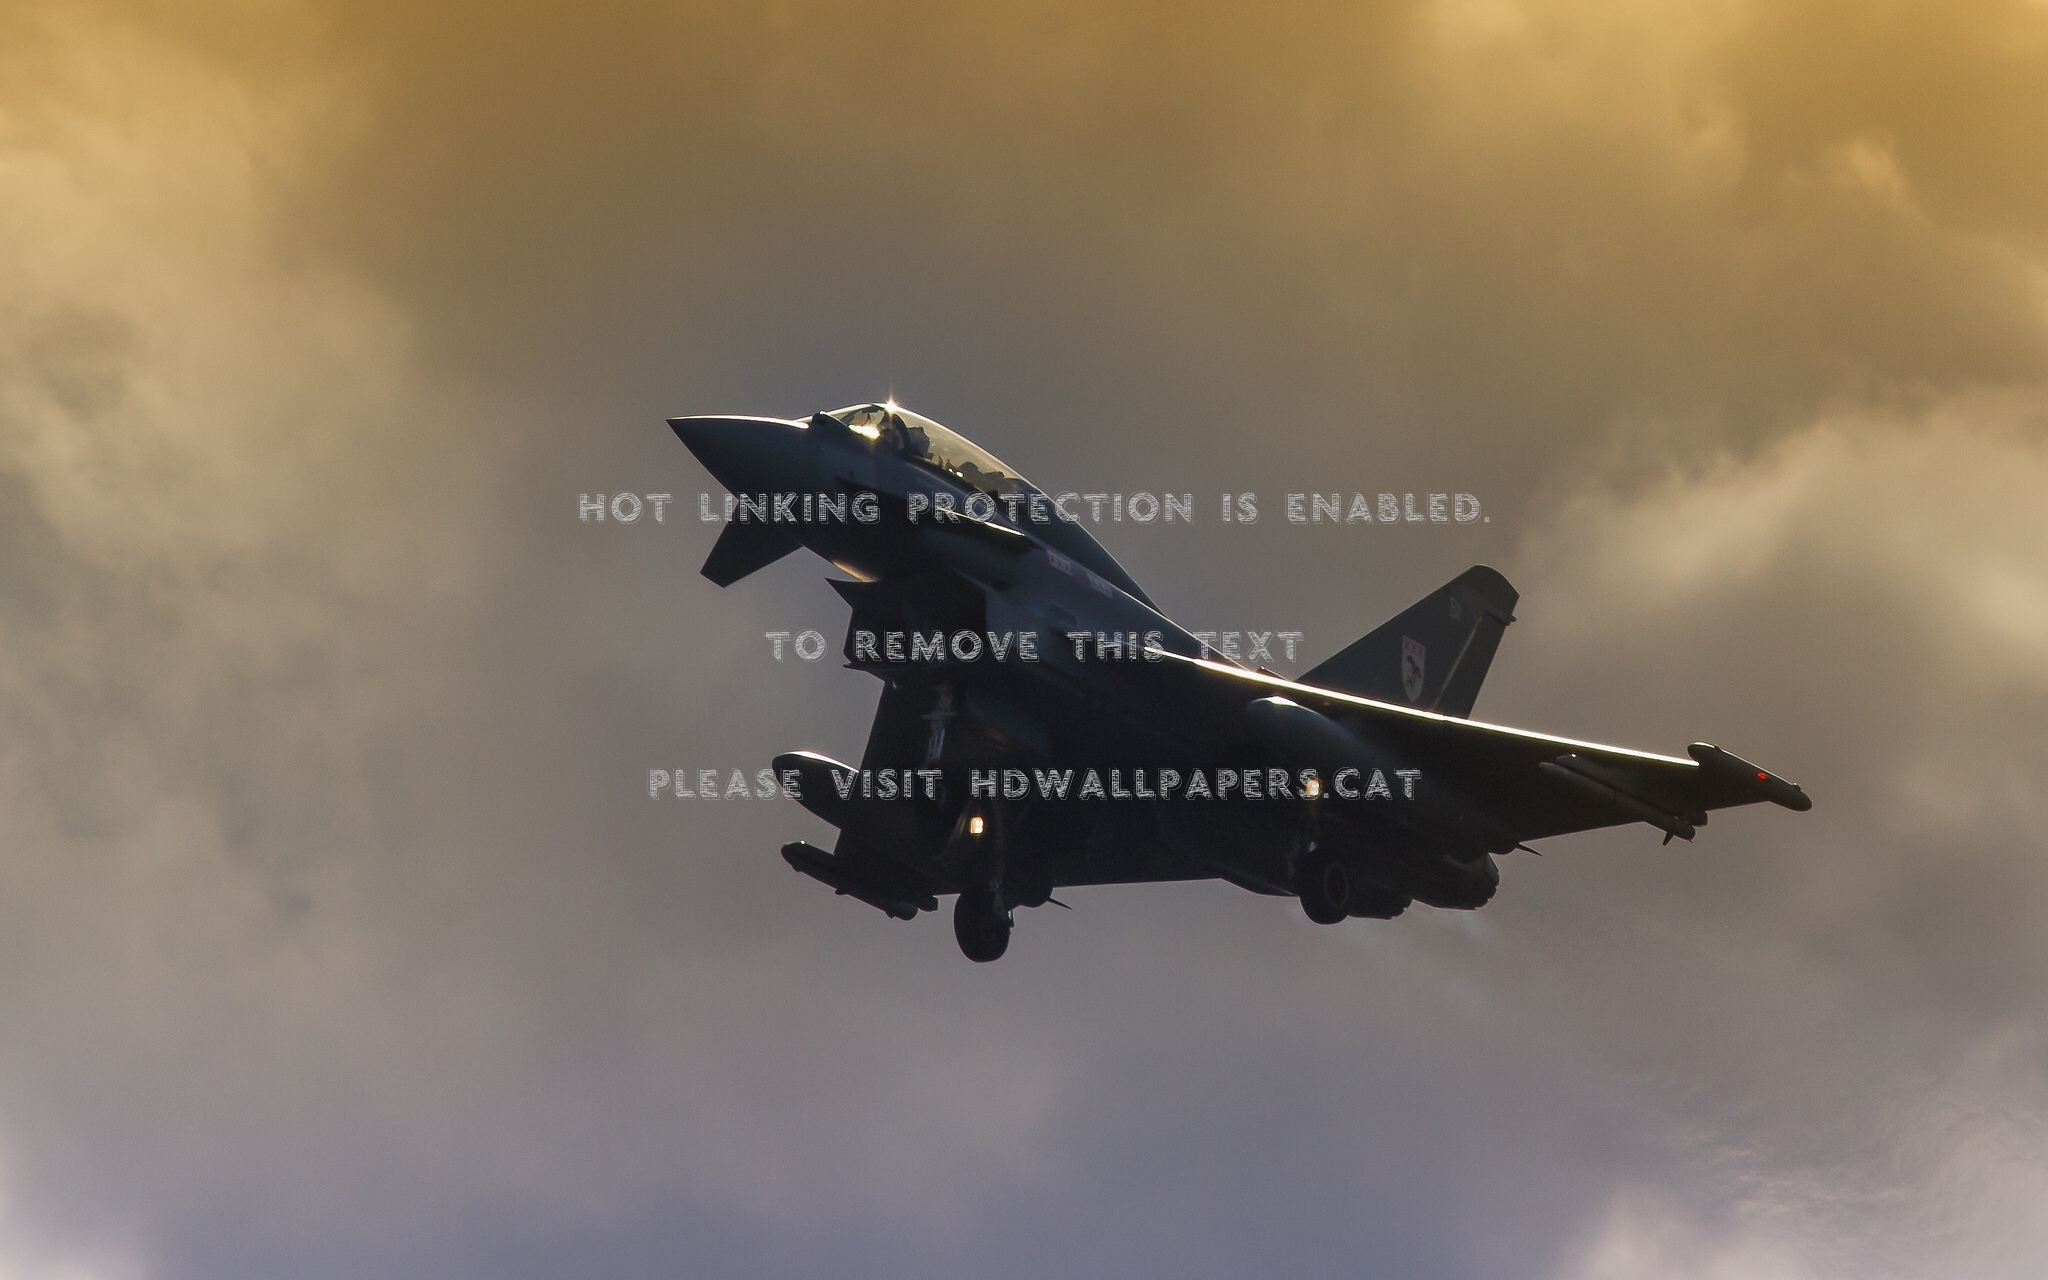 HOT LINKING PROTECTION IS ENABLED.
TO REMOVE THIS TEXT
PLEASE VISIT HDWALLPAPERS.CAT